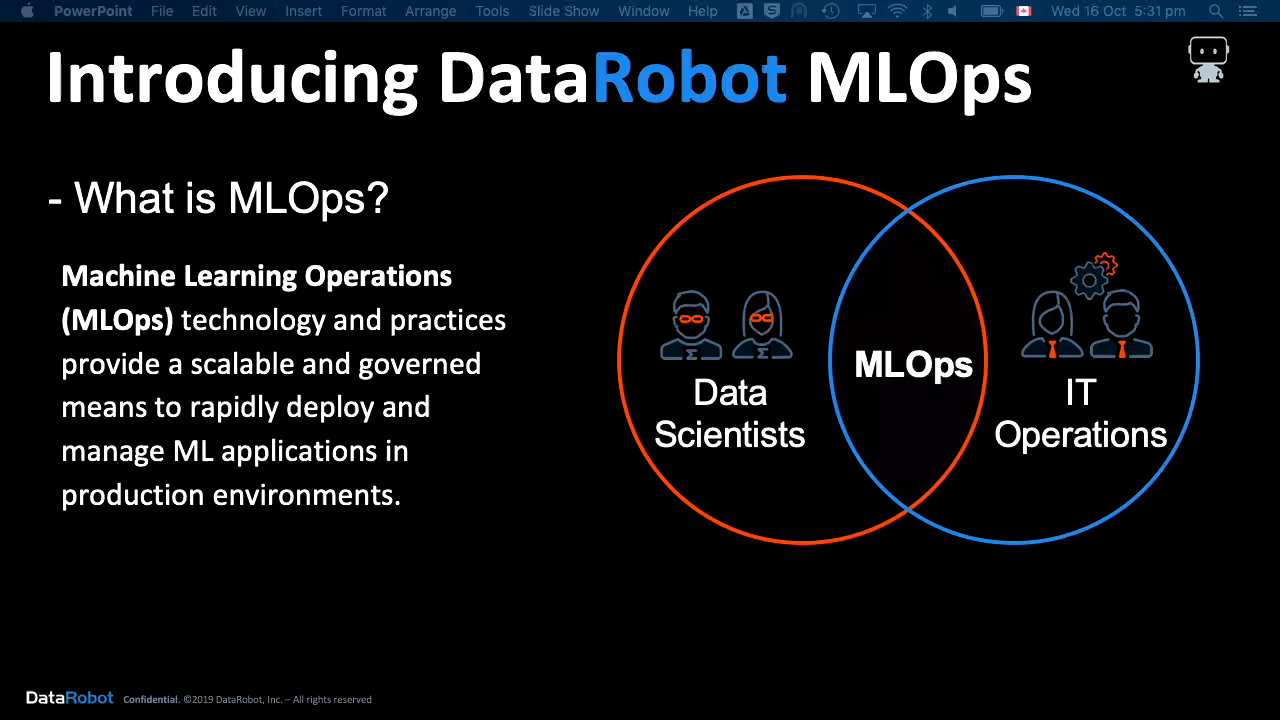 PowerPoint File Edit View Insert Format Arrange Tools Slide Show Window Help Wed 16 Oct 5:31 pm
Introducing DataRobot MLOps
- What is MLOps?
Machine Learning Operations
(MLOps) technology and practices
provide a scalable and governed
means to rapidly deploy and
manage ML applications in
production environments.
Data
Scientists
MLOps
IT
Operations
DataRobot Confidential. ©2019 DataRobot, Inc. – All rights reserved